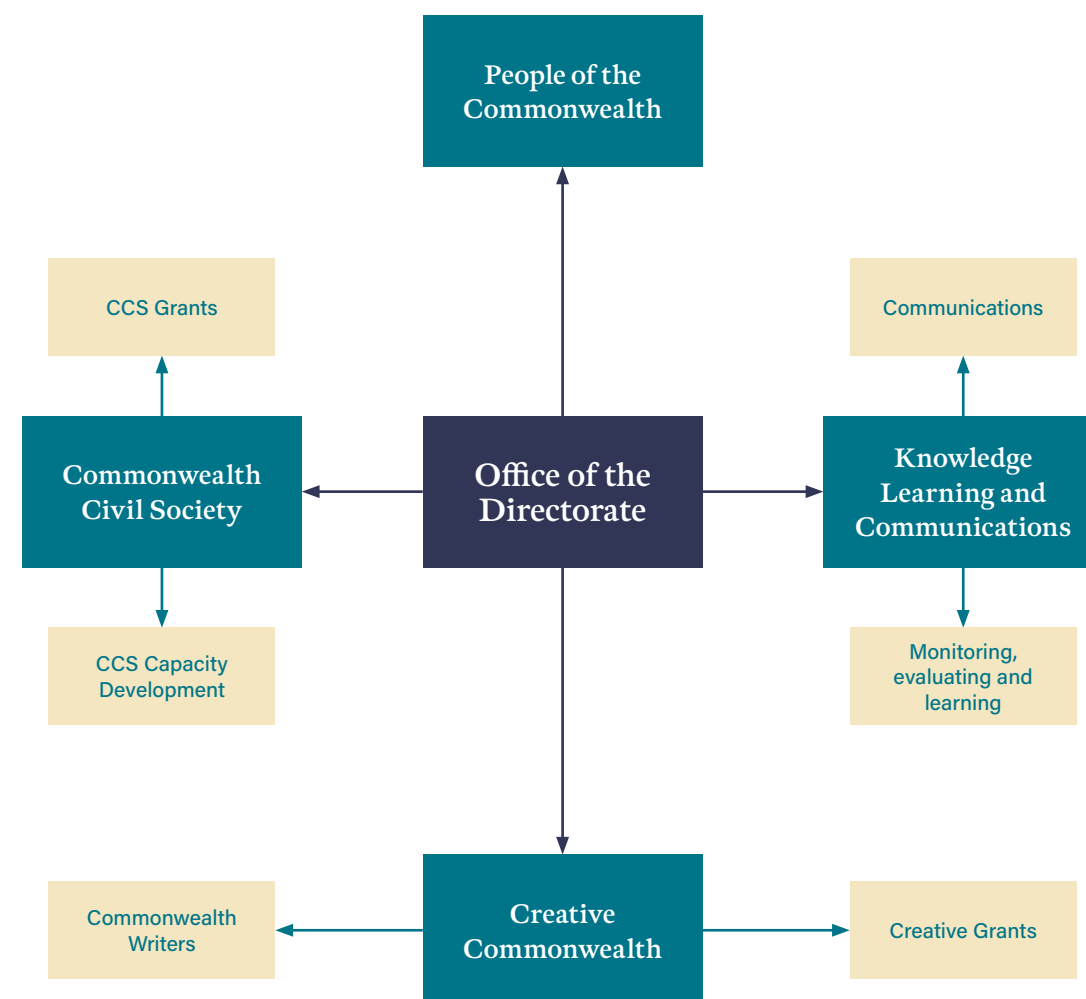 People of the
Commonwealth
CCS Grants
Communications
Commonwealth
Civil Society
Office of the
Directorate
Knowledge
Learning and
Communications
CCS Capacity
Development
Monitoring,
evaluating and
learning
Commonwealth
Writers
Creative
Commonwealth
Creative Grants